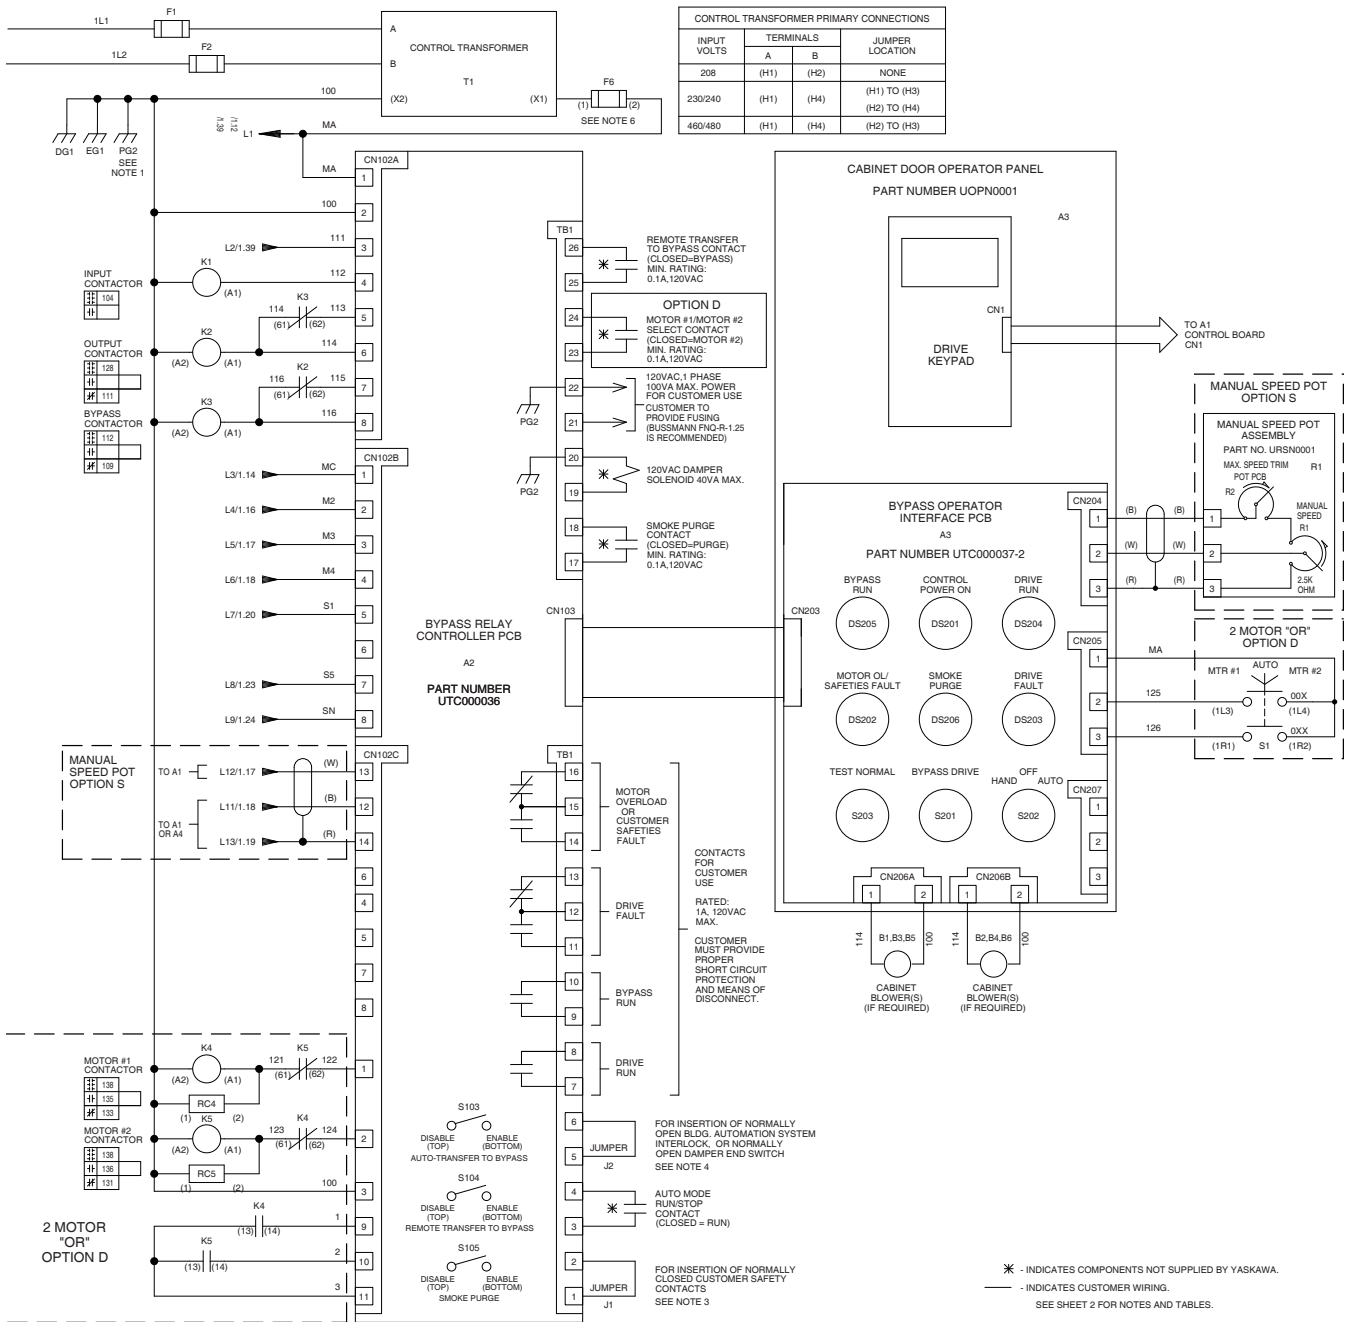 1L1
F1
1L2
F2
A
CONTROL TRANSFORMER
B
T1
100
(X2)
(X1)
F6
(1)
(2)
SEE NOTE 6
CONTROL TRANSFORMER PRIMARY CONNECTIONS
INPUT
VOLTS
TERMINALS
A
B
JUMPER
LOCATION
208
(H1)
(H2)
NONE
230/240
(H1)
(H4)
(H1) TO (H3)
(H2) TO (H4)
460/480
(H1)
(H4)
(H2) TO (H3)
DG1
EG1
PG2
SEE
NOTE 1
/1.12
/1.39
L1
MA
MA
100
L2/1.39
111
INPUT
CONTACTOR
104
K1
(A1)
112
K3
114
(61)
(62)
113
OUTPUT
CONTACTOR
128
111
K2
(A2)
(A1)
114
K2
116
(61)
(62)
115
BYPASS
CONTACTOR
112
109
K3
(A2)
(A1)
116
CN102A
1
2
3
4
5
6
7
8
CN102B
L3/1.14
MC
1
L4/1.16
M2
2
L5/1.17
M3
3
L6/1.18
M4
4
L7/1.20
S1
5
6
L8/1.23
S5
7
L9/1.24
SN
8
CN102C
MANUAL
SPEED POT
OPTION S
TO A1
L12/1.17
(W)
13
L11/1.18
(B)
12
TO A1
OR A4
L13/1.19
(R)
14
6
4
5
7
8
MOTOR #1
CONTACTOR
138
135
133
K4
(A2)
(A1)
121
K5
(61)
(62)
122
1
RC4
(1)
(2)
MOTOR #2
CONTACTOR
138
136
131
K5
(A2)
(A1)
123
K4
(61)
(62)
124
2
RC5
(1)
(2)
100
3
2 MOTOR
"OR"
OPTION D
K4
(13)
(14)
1
9
K5
(13)
(14)
2
10
3
11
BYPASS RELAY
CONTROLLER PCB
A2
PART NUMBER
UTC000036
S103
DISABLE
(TOP)
ENABLE
(BOTTOM)
AUTO-TRANSFER TO BYPASS
S104
DISABLE
(TOP)
ENABLE
(BOTTOM)
REMOTE TRANSFER TO BYPASS
S105
DISABLE
(TOP)
ENABLE
(BOTTOM)
SMOKE PURGE
TB1
26
25
REMOTE TRANSFER
TO BYPASS CONTACT
(CLOSED=BYPASS)
MIN. RATING:
0.1A,120VAC
24
23
OPTION D
MOTOR #1/MOTOR #2
SELECT CONTACT
(CLOSED=MOTOR #2)
MIN. RATING:
0.1A,120VAC
PG2
22
21
120VAC,1 PHASE
100VA MAX. POWER
FOR CUSTOMER USE
CUSTOMER TO
PROVIDE FUSING
(BUSSMANN FNQ-R-1.25
IS RECOMMENDED)
PG2
20
19
120VAC DAMPER
SOLENOID 40VA MAX.
18
17
SMOKE PURGE
CONTACT
(CLOSED=PURGE)
MIN. RATING:
0.1A,120VAC
CN103
TB1
16
15
14
MOTOR
OVERLOAD
OR
CUSTOMER
SAFETIES
FAULT
13
12
11
DRIVE
FAULT
10
9
BYPASS
RUN
8
7
DRIVE
RUN
CONTACTS
FOR
CUSTOMER
USE
RATED:
1A, 120VAC
MAX.
CUSTOMER
MUST PROVIDE
PROPER
SHORT CIRCUIT
PROTECTION
AND MEANS OF
DISCONNECT.
6
5
JUMPER
J2
FOR INSERTION OF NORMALLY
OPEN BLDG. AUTOMATION SYSTEM
INTERLOCK, OR NORMALLY
OPEN DAMPER END SWITCH
SEE NOTE 4
4
3
AUTO MODE
RUN/STOP
CONTACT
(CLOSED = RUN)
2
1
JUMPER
J1
FOR INSERTION OF NORMALLY
CLOSED CUSTOMER SAFETY
CONTACTS
SEE NOTE 3
CABINET DOOR OPERATOR PANEL
PART NUMBER UOPN0001
A3
CN1
DRIVE
KEYPAD
TO A1
CONTROL BOARD
CN1
CN203
BYPASS OPERATOR
INTERFACE PCB
A3
PART NUMBER UTC000037-2
BYPASS
RUN
DS205
CONTROL
POWER ON
DS201
DRIVE
RUN
DS204
MOTOR OL/
SAFETIES FAULT
DS202
SMOKE
PURGE
DS206
DRIVE
FAULT
DS203
TEST NORMAL
S203
BYPASS DRIVE
S201
OFF
HAND
AUTO
S202
CN204
1
2
3
(B)
(B)
(W)
(W)
(R)
(R)
MANUAL SPEED POT
OPTION S
MANUAL SPEED POT
ASSEMBLY
PART NO. URSN0001
MAX. SPEED TRIM
POT PCB
R1
R2
MANUAL
SPEED
R1
2.5K
OHM
1
2
3
CN205
1
2
3
MA
125
126
2 MOTOR "OR"
OPTION D
MTR #1
AUTO
MTR #2
00X
(1L3)
(1L4)
0XX
(1R1)
S1
(1R2)
CN207
1
2
3
CN206A
1
2
CN206B
1
2
114
B1,B3,B5
100
CABINET
BLOWER(S)
(IF REQUIRED)
114
B2,B4,B6
100
CABINET
BLOWER(S)
(IF REQUIRED)
- INDICATES COMPONENTS NOT SUPPLIED BY YASKAWA.
- INDICATES CUSTOMER WIRING.
SEE SHEET 2 FOR NOTES AND TABLES.